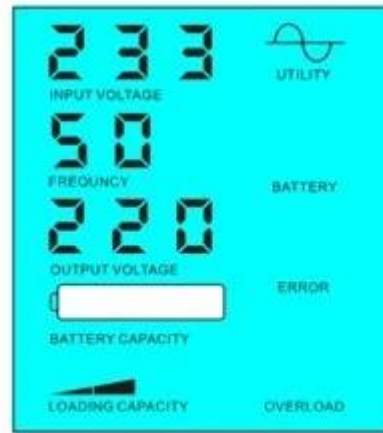 233
UTILITY
INPUT VOLTAGE
50
FREQUNCY
BATTERY
220
OUTPUT VOLTAGE
ERROR
BATTERY CAPACITY
LOADING CAPACITY
OVERLOAD